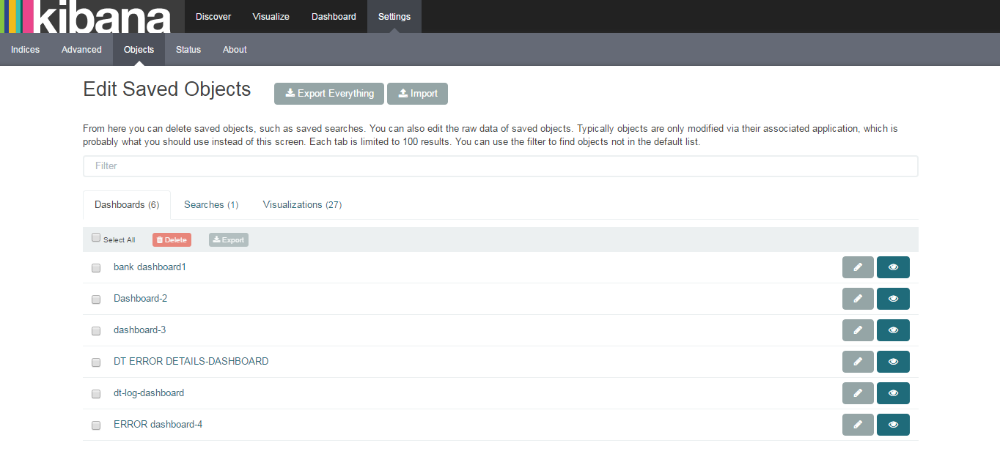 kibana Discover Visualize Dashboard Settings
Indices Advanced Objects Status About
Edit Saved Objects Export Everything Import
From here you can delete saved objects, such as saved searches. You can also edit the raw data of saved objects. Typically objects are only modified via their associated application, which is
probably what you should use instead of this screen. Each tab is limited to 100 results. You can use the filter to find objects not in the default list.
Filter
Dashboards (6) Searches (1) Visualizations (27)
Select All Delete Export
bank dashboard1
Dashboard-2
dashboard-3
DT ERROR DETAILS-DASHBOARD
dt-log-dashboard
ERROR dashboard-4